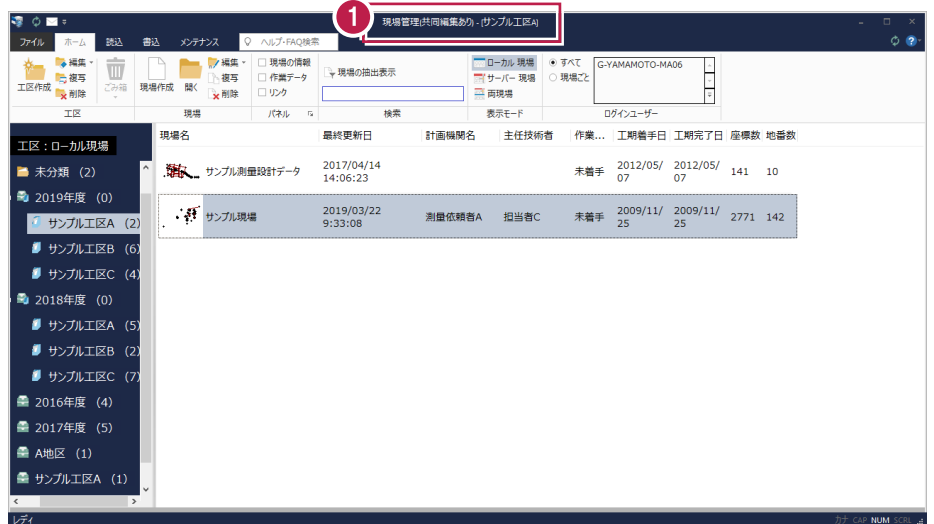 1
現場管理(共同編集あり) - [サンプル工区A]
ファイル ホーム 読込 書込 メンテナンス ヘルプ・FAQ検索
工区作成 編集 複写 削除 ごみ箱
工区
現場作成 開く 編集 複写 削除
現場
現場の情報
作業データ
リンク
パネル
現場の抽出表示
検索
ローカル 現場
サーバー 現場
両現場
表示モード
すべて
現場ごと
G-YAMAMOTO-MA06
ログインユーザー
工区：ローカル現場
未分類 (2)
2019年度 (0)
サンプル工区A (2)
サンプル工区B (6)
サンプル工区C (4)
2018年度 (0)
サンプル工区A (5)
サンプル工区B (2)
サンプル工区C (7)
2016年度 (4)
2017年度 (5)
A地区 (1)
サンプル工区A (1)
現場名 最終更新日 計画機関名 主任技術者 作業... 工期着手日 工期完了日 座標数 地番数
サンプル測量設計データ 2017/04/14 14:06:23 未着手 2012/05/07 2012/05/07 141 10
サンプル現場 2019/03/22 9:33:08 測量依頼者A 担当者C 未着手 2009/11/25 2009/11/25 2771 142
レディ カナ CAP NUM SCRL